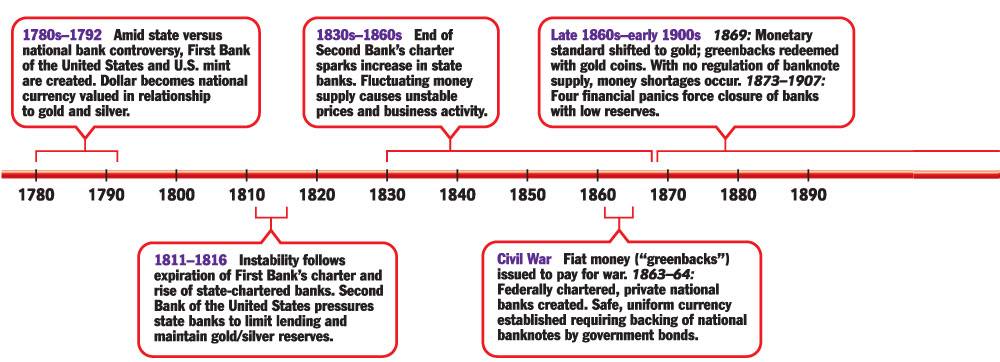 1780s–1792 Amid state versus
national bank controversy, First Bank
of the United States and U.S. mint
are created. Dollar becomes national
currency valued in relationship
to gold and silver.
1830s–1860s End of
Second Bank’s charter
sparks increase in state
banks. Fluctuating money
supply causes unstable
prices and business activity.
Late 1860s–early 1900s 1869: Monetary
standard shifted to gold; greenbacks redeemed
with gold coins. With no regulation of banknote
supply, money shortages occur. 1873–1907:
Four financial panics force closure of banks
with low reserves.
1780 1790 1800 1810 1820 1830 1840 1850 1860 1870 1880 1890
1811–1816 Instability follows
expiration of First Bank’s charter and
rise of state-chartered banks. Second
Bank of the United States pressures
state banks to limit lending and
maintain gold/silver reserves.
Civil War Fiat money (“greenbacks”)
issued to pay for war. 1863–64:
Federally chartered, private national
banks created. Safe, uniform currency
established requiring backing of national
banknotes by government bonds.